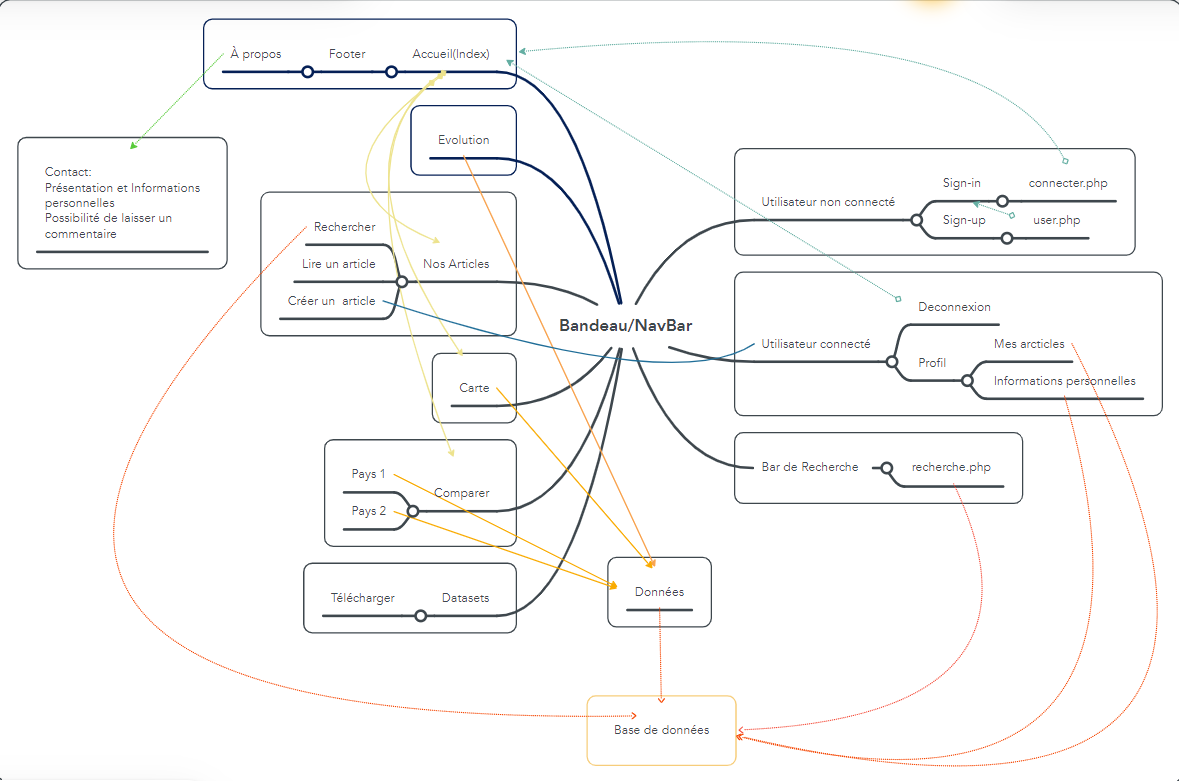 À propos
Footer
Accueil(Index)
Evolution
Contact:
Présentation et Informations
personnelles
Possibilité de laisser un
commentaire
Rechercher
Lire un article
Créer un article
Nos Articles
Bandeau/NavBar
Utilisateur non connecté
Sign-in
connecter.php
Sign-up
user.php
Utilisateur connecté
Deconnexion
Profil
Mes arcticles
Informations personnelles
Carte
Pays 1
Pays 2
Comparer
Bar de Recherche
recherche.php
Télécharger
Datasets
Données
Base de données